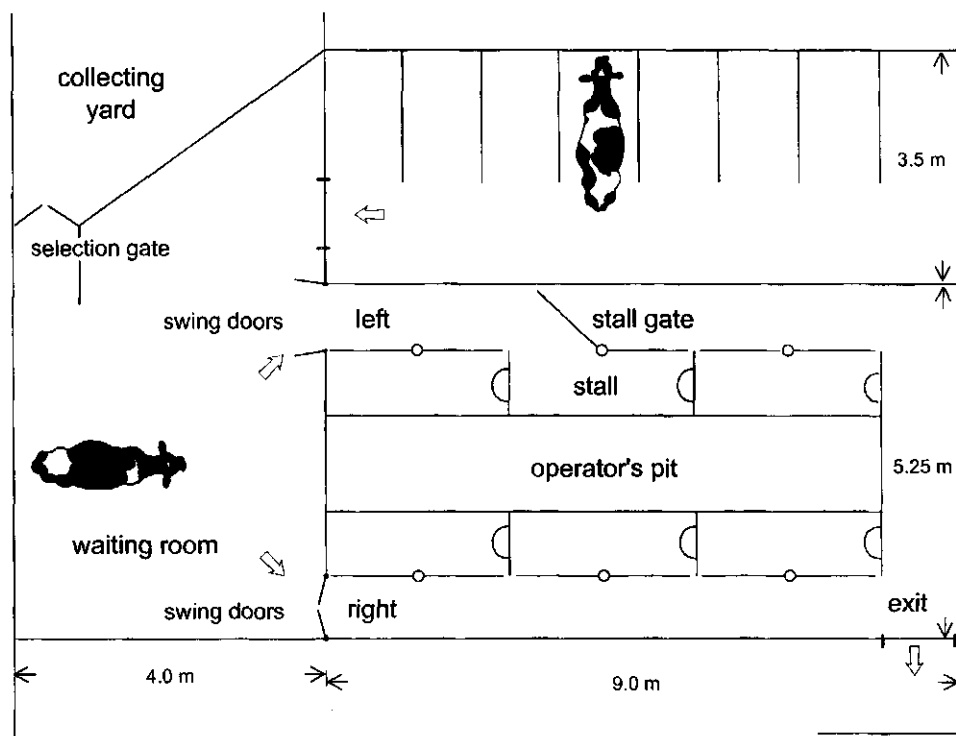 collecting
yard
3.5 m
selection gate
swing doors
left
stall gate
stall
operator's pit
5.25 m
waiting room
swing doors
right
exit
4.0 m
9.0 m